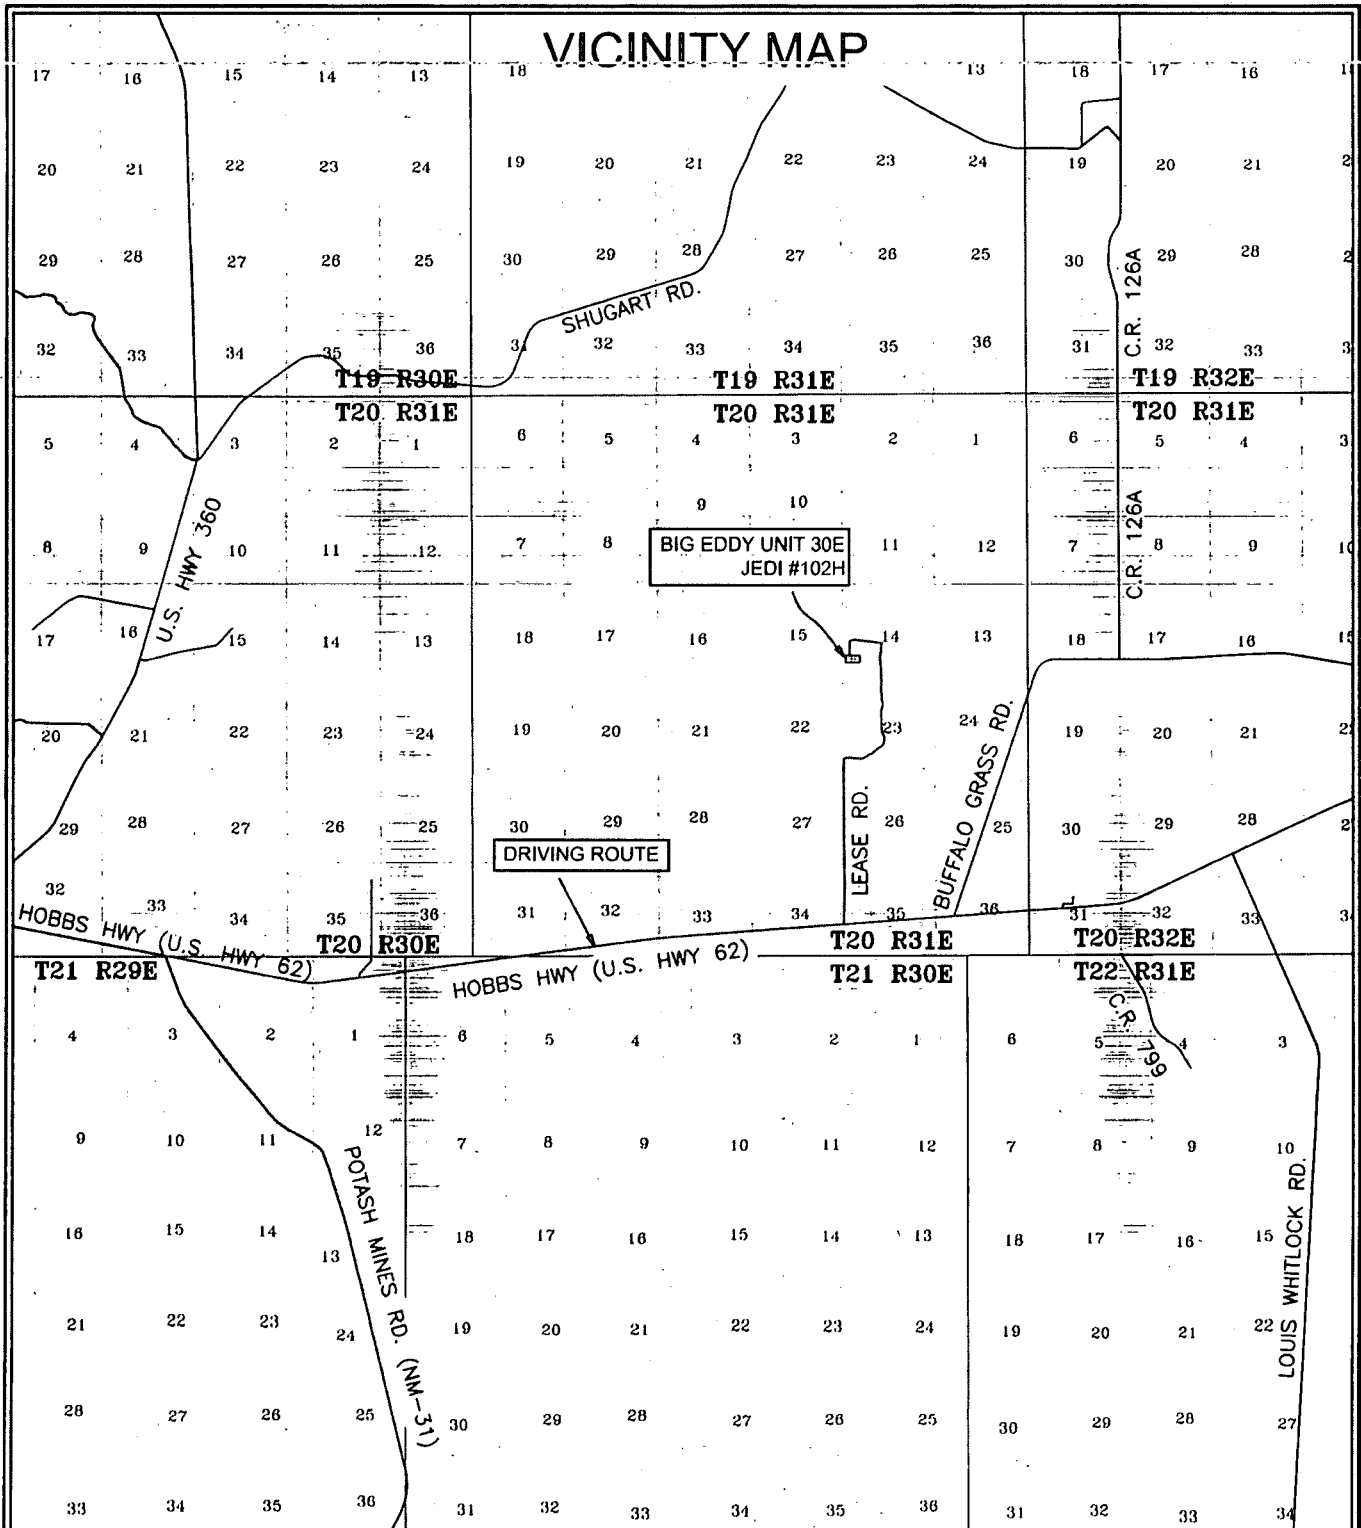 VICINITY MAP
17 16 15 14 13 18 13 18 17 16
20 21 22 23 24 19 20 21 22 23 24 19 20 21
29 28 27 26 25 30 29 28 27 26 25 30 29 28
SHUGART RD.
C.R. 126A
32 33 34 35 36 31 32 33 34 35 36 31 32 33
T19 R30E T19 R31E T19 R32E
T20 R31E T20 R31E T20 R31E
5 4 3 2 1 6 5 4 3 2 1 6 5 4 3
9 10
U.S. HWY 360
C.R. 126A
8 9 10 11 12 7 8 11 12 7 8 9 10
BIG EDDY UNIT 30E
JEDI #102H
17 16 15 14 13 18 17 16 15 14 13 18 17 16 15
20 21 22 23 24 19 20 21 22 23 24 19 20 21
BUFFALO GRASS RD.
LEASE RD.
29 28 27 26 25 30 29 28 27 26 25 30 29 28
DRIVING ROUTE
32 33 34 35 36 31 32 33 34 35 36 31 32 33
HOBBS HWY (U.S. HWY 62)
T20 R30E T20 R31E T20 R32E
T21 R29E T21 R30E T22 R31E
HOBBS HWY (U.S. HWY 62)
C.R. 799
4 3 2 1 6 5 4 3 2 1 6 5 4 3
9 10 11 12 7 8 9 10 11 12 7 8 9 10
POTASH MINES RD. (NM-31)
LOUIS WHITLOCK RD.
16 15 14 13 18 17 16 15 14 13 18 17 16 15
21 22 23 24 19 20 21 22 23 24 19 20 21 22
28 27 26 25 30 29 28 27 26 25 30 29 28 27
33 34 35 36 31 32 33 34 35 36 31 32 33 34